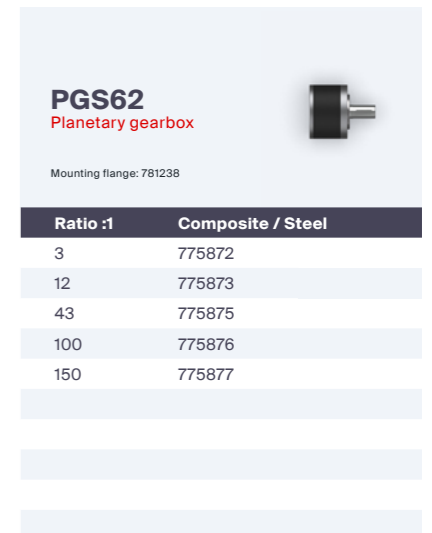 PGS62
Planetary gearbox
Mounting flange: 781238
Ratio :1 Composite / Steel
3 775872
12 775873
43 775875
100 775876
150 775877